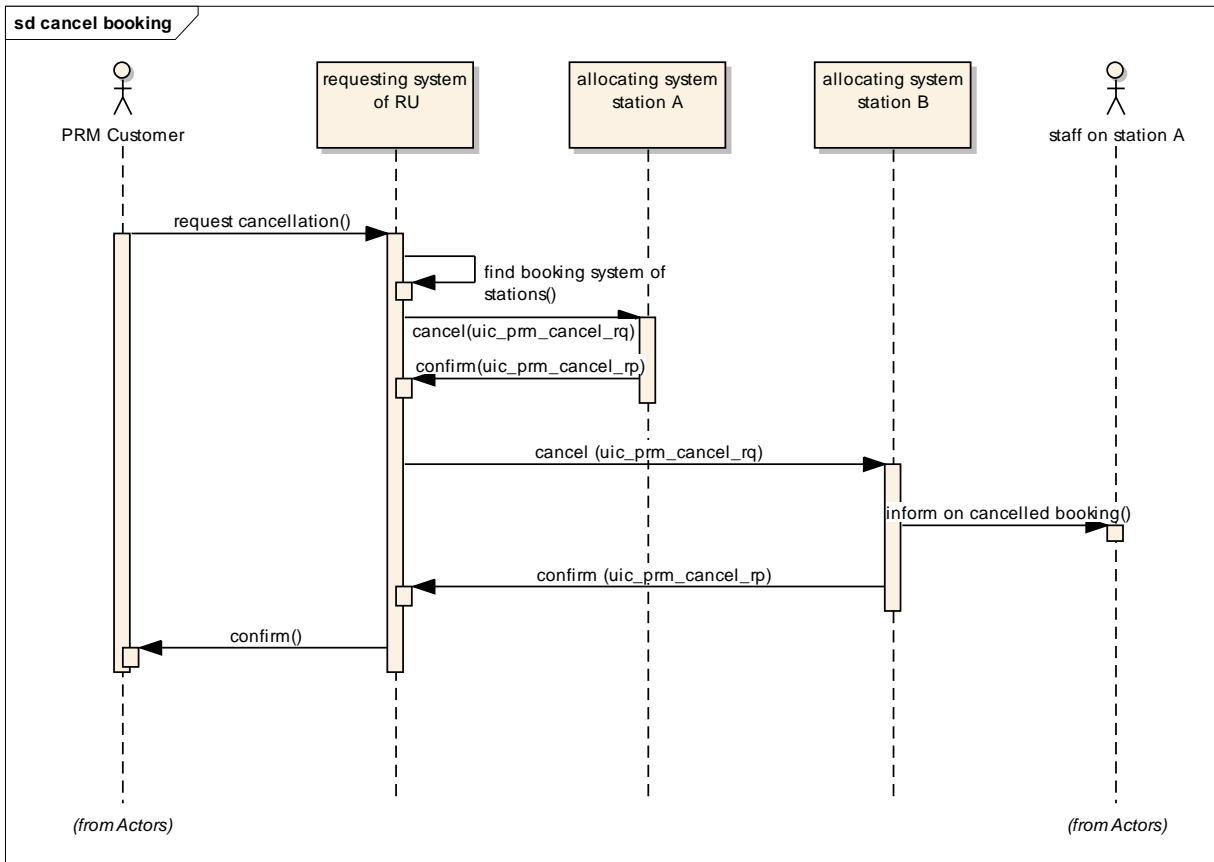 sd cancel booking
PRM Customer
requesting system
of RU
allocating system
station A
allocating system
station B
staff on station A
request cancellation()
find booking system of
stations()
cancel(uic_prm_cancel_rq)
confirm(uic_prm_cancel_rp)
cancel (uic_prm_cancel_rq)
inform on cancelled booking()
confirm (uic_prm_cancel_rp)
confirm()
(from Actors)
(from Actors)